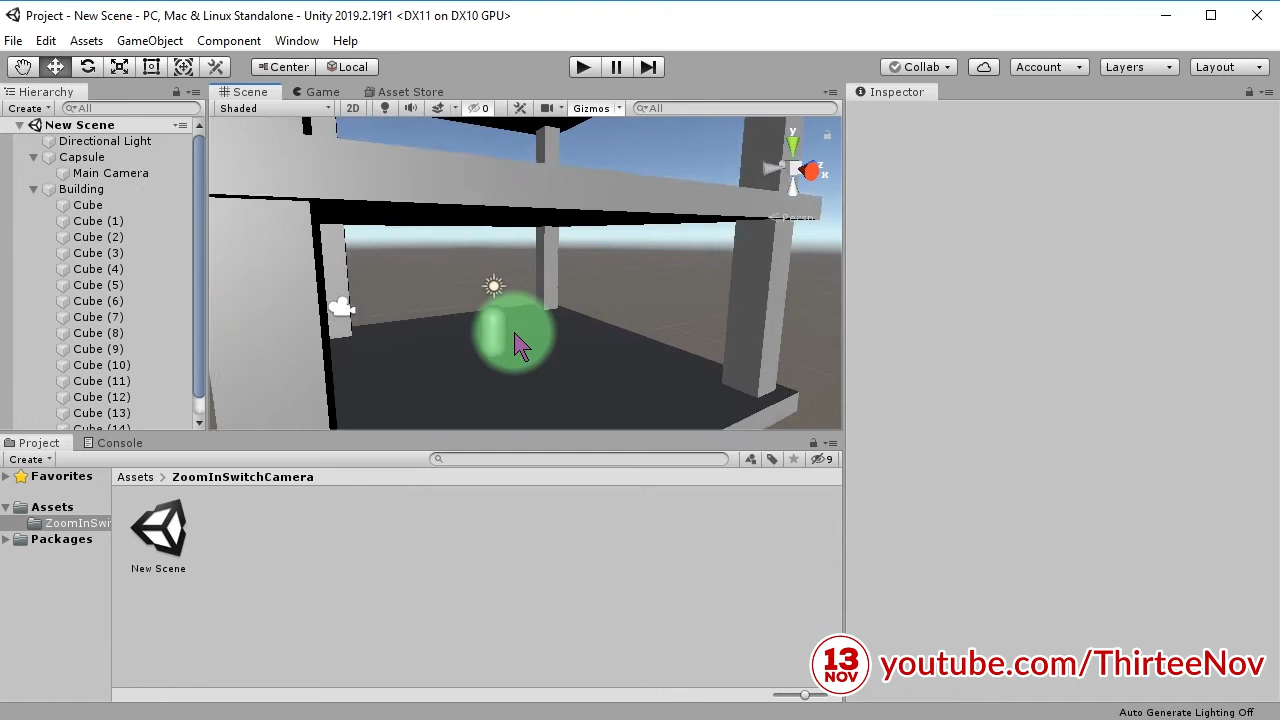 Project - New Scene - PC, Mac & Linux Standalone - Unity 2019.2.19f1 <DX11 on DX10 GPU>
File Edit Assets GameObject Component Window Help
Center Local Collab Account Layers Layout
Hierarchy Scene Game Asset Store Inspector
Create All Shaded 2D 0 Gizmos All
New Scene
Directional Light
Capsule
Main Camera
Building
Cube
Cube (1)
Cube (2)
Cube (3)
Cube (4)
Cube (5)
Cube (6)
Cube (7)
Cube (8)
Cube (9)
Cube (10)
Cube (11)
Cube (12)
Cube (13)
Cube (14)
y
z
x
Persp
Project Console
Create 9
Favorites
Assets
ZoomInSwi
Packages
Assets ZoomInSwitchCamera
New Scene
13
NOV
youtube.com/ThirteeNov
Auto Generate Lighting Off